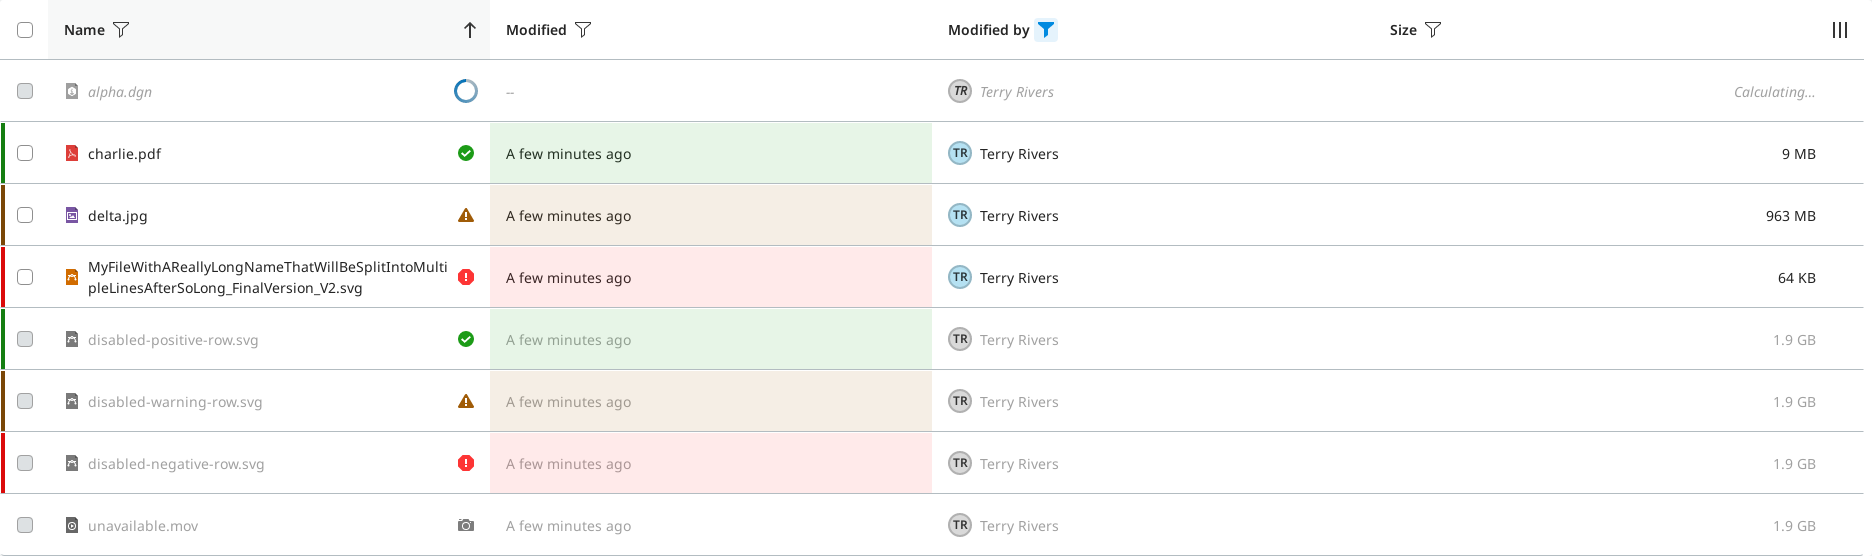 Name Modified Modified by Size
alpha.dgn -- TR Terry Rivers Calculating...
charlie.pdf A few minutes ago TR Terry Rivers 9 MB
delta.jpg A few minutes ago TR Terry Rivers 963 MB
MyFileWithAReallyLongNameThatWillBeSplitIntoMulti
pleLinesAfterSoLong_FinalVersion_V2.svg A few minutes ago TR Terry Rivers 64 KB
disabled-positive-row.svg A few minutes ago TR Terry Rivers 1.9 GB
disabled-warning-row.svg A few minutes ago TR Terry Rivers 1.9 GB
disabled-negative-row.svg A few minutes ago TR Terry Rivers 1.9 GB
unavailable.mov A few minutes ago TR Terry Rivers 1.9 GB